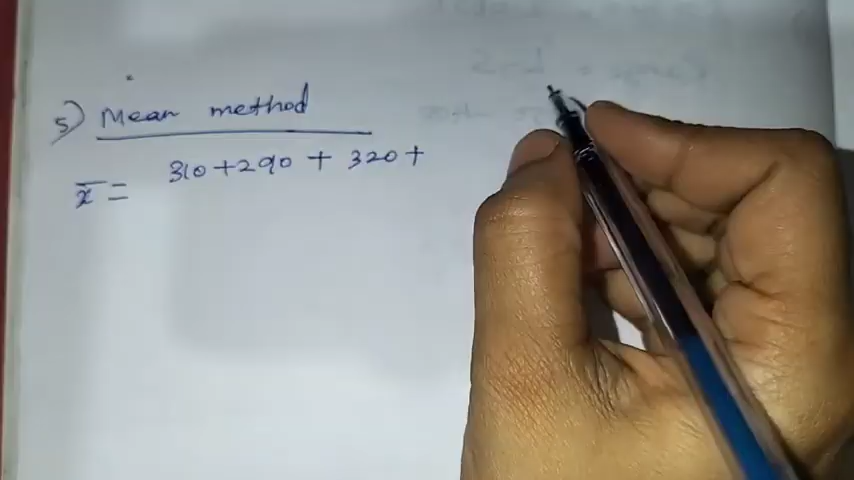 5) Mean method
x̄ = 310 + 290 + 320 +